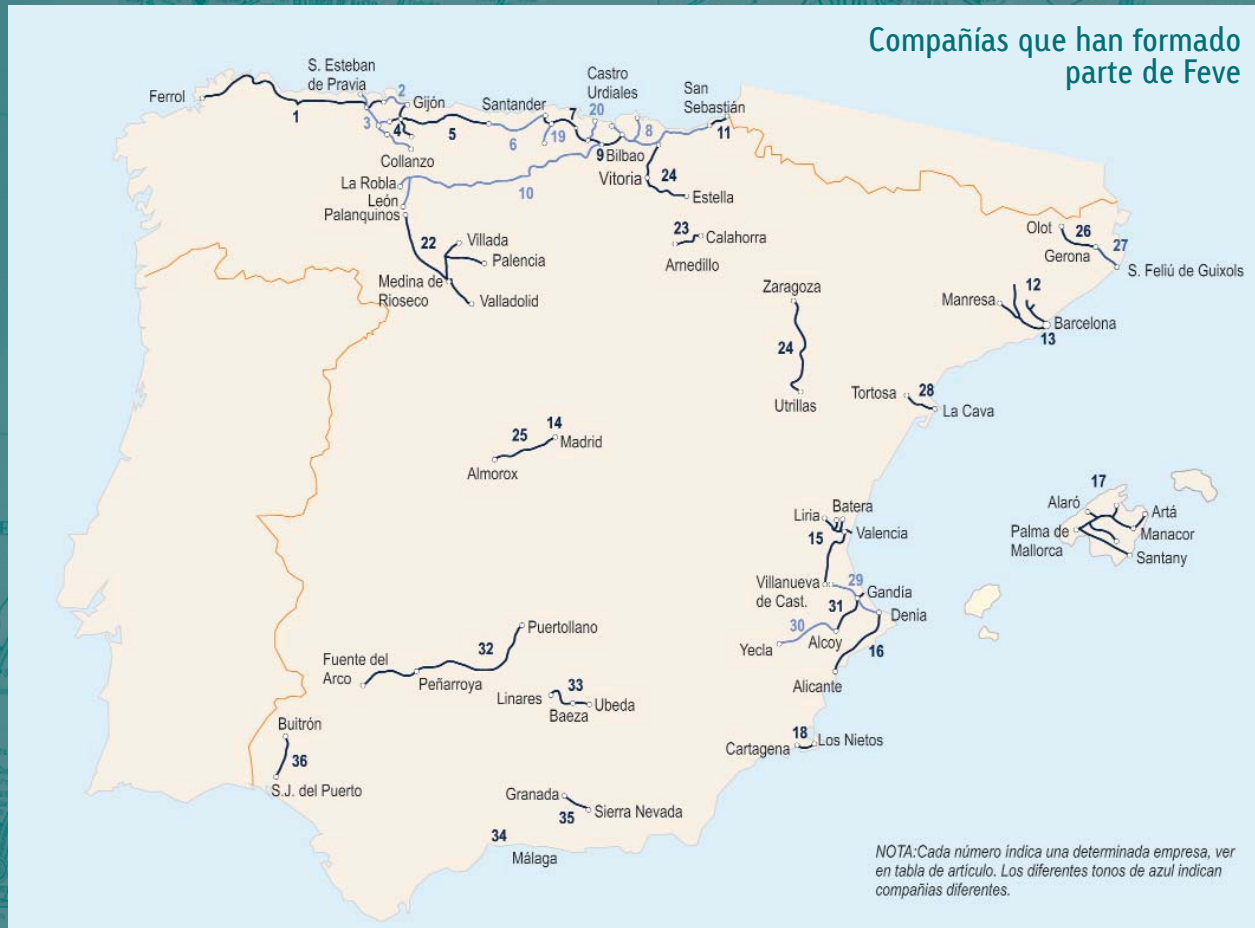 Compañías que han formado
parte de Feve
S. Esteban
de Pravia
Ferrol
1
2
Gijón
3
4
5
Collanzo
Santander
6
19
7
Castro
Urdiales
20
8
San
Sebastián
11
9
Bilbao
Vitoria
24
Estella
La Robla
León
Palanquinos
10
22
Villada
Palencia
Medina de
Rioseco
Valladolid
23
Calahorra
Arnedillo
Olot
26
Gerona
27
S. Feliú de Guixols
12
Manresa
Barcelona
13
Zaragoza
24
Utrillas
Tortosa
28
La Cava
14
25
Madrid
Almorox
17
Alaró
Artá
Palma de
Mallorca
Manacor
Santany
Batera
Liria
15
Valencia
Villanueva
de Cast.
29
Gandía
31
Denia
30
Yecla
Alcoy
16
Alicante
Puertollano
32
Fuente del
Arco
Peñarroya
33
Linares
Baeza
Ubeda
Buitrón
36
S.J. del Puerto
18
Cartagena
Los Nietos
Granada
Sierra Nevada
35
34
Málaga
NOTA:Cada número índica una determinada empresa, ver
en tabla de artículo. Los diferentes tonos de azul indican
compañias diferentes.